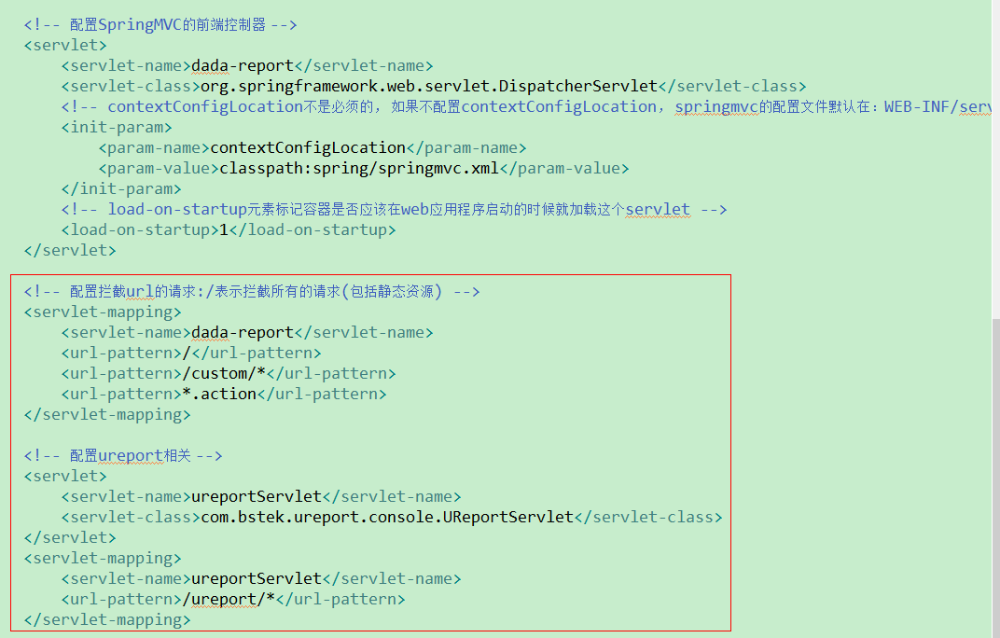 <!-- 配置SpringMVC的前端控制器 -->
<servlet>
<servlet-name>dada-report</servlet-name>
<servlet-class>org.springframework.web.servlet.DispatcherServlet</servlet-class>
<!-- contextConfigLocation不是必须的, 如果不配置contextConfigLocation, springmvc的配置文件默认在：WEB-INF/serv
<init-param>
<param-name>contextConfigLocation</param-name>
<param-value>classpath:spring/springmvc.xml</param-value>
</init-param>
<!-- load-on-startup元素标记容器是否应该在web应用程序启动的时候就加载这个servlet -->
<load-on-startup>1</load-on-startup>
</servlet>
<!-- 配置拦截url的请求:/表示拦截所有的请求(包括静态资源) -->
<servlet-mapping>
<servlet-name>dada-report</servlet-name>
<url-pattern>/</url-pattern>
<url-pattern>/custom/*</url-pattern>
<url-pattern>*.action</url-pattern>
</servlet-mapping>
<!-- 配置ureport相关 -->
<servlet>
<servlet-name>ureportServlet</servlet-name>
<servlet-class>com.bstek.ureport.console.UReportServlet</servlet-class>
</servlet>
<servlet-mapping>
<servlet-name>ureportServlet</servlet-name>
<url-pattern>/ureport/*</url-pattern>
</servlet-mapping>